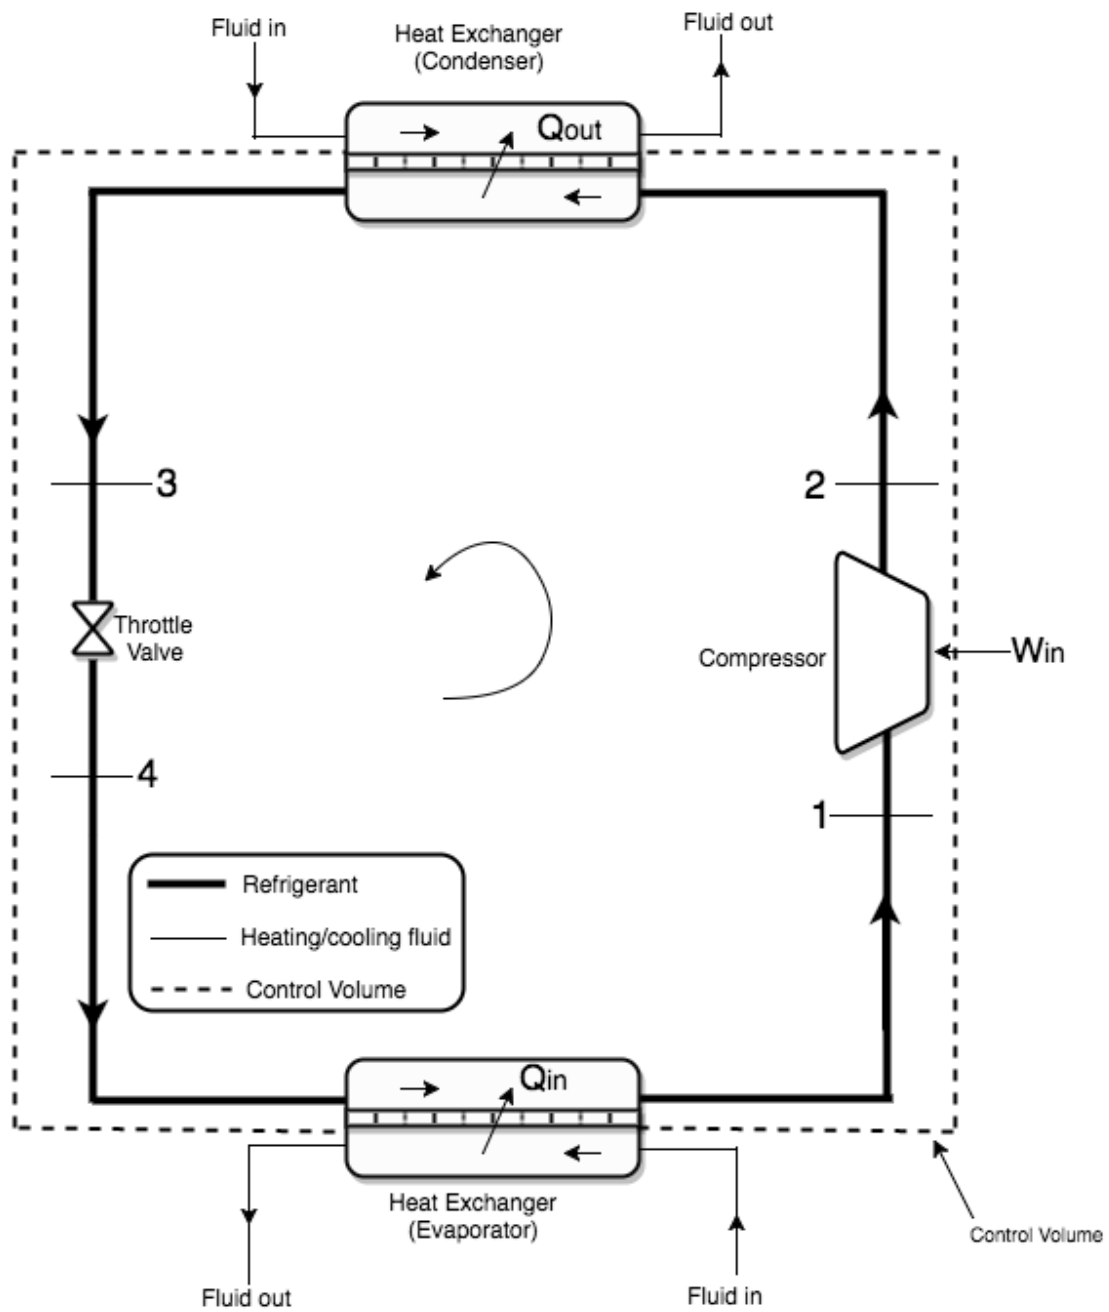 Fluid in
Heat Exchanger
(Condenser)
Fluid out
Qout
3
2
Throttle
Valve
Compressor
Win
4
1
Refrigerant
Heating/cooling fluid
Control Volume
Qin
Heat Exchanger
(Evaporator)
Control Volume
Fluid out
Fluid in